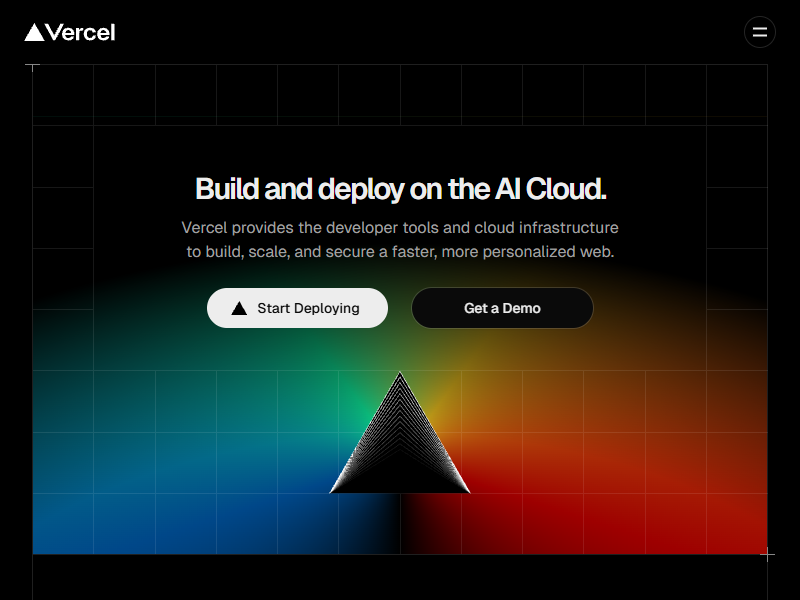 Vercel
Build and deploy on the AI Cloud.
Vercel provides the developer tools and cloud infrastructure
to build, scale, and secure a faster, more personalized web.
Start Deploying
Get a Demo